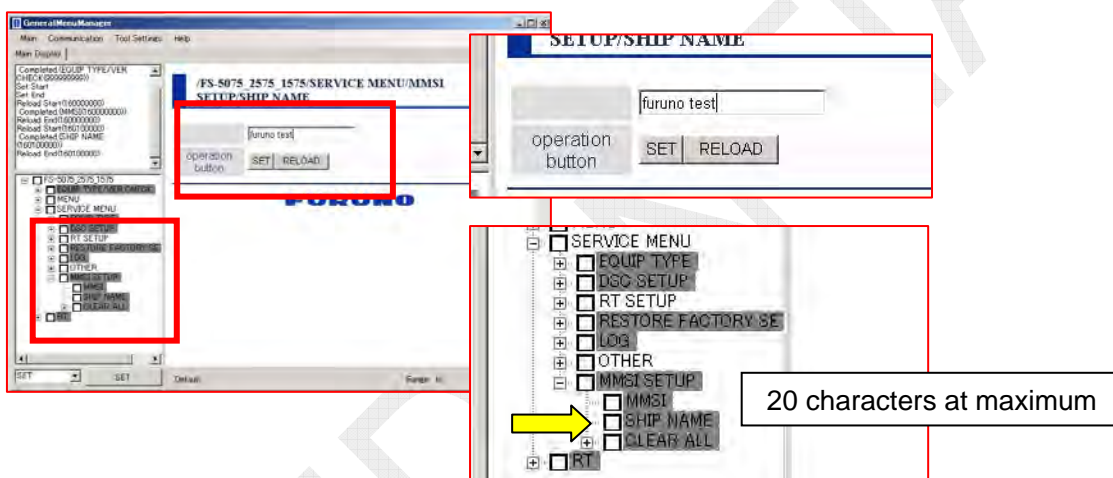 GeneralMenuManager
Main Communication Tool Settings Help
Main Display
Completed (EQUIP TYPE/VER
CHECK(999999999))
Set Start
Set End
Reload Start(160000000)
Completed (MMSI(160000000))
Reload End(160000000)
Reload Start(160100000)
Completed (SHIP NAME
(160100000))
Reload End(160100000)
/FS-5075_2575_1575/SERVICE MENU/MMSI
SETUP/SHIP NAME
furuno test
operation
button
SET RELOAD
FURUNO
FS-5075_2575_1575
EQUIP TYPE/VER CHECK
MENU
SERVICE MENU
EQUIP TYPE
DSC SETUP
RT SETUP
RESTORE FACTORY SE
LOG
OTHER
MMSI SETUP
MMSI
SHIP NAME
CLEAR ALL
RT
SET SET Default:
SETUP/SHIP NAME
furuno test
operation
button
SET RELOAD
SERVICE MENU
EQUIP TYPE
DSC SETUP
RT SETUP
RESTORE FACTORY SE
LOG
OTHER
MMSI SETUP
MMSI
SHIP NAME
CLEAR ALL
RT
20 characters at maximum